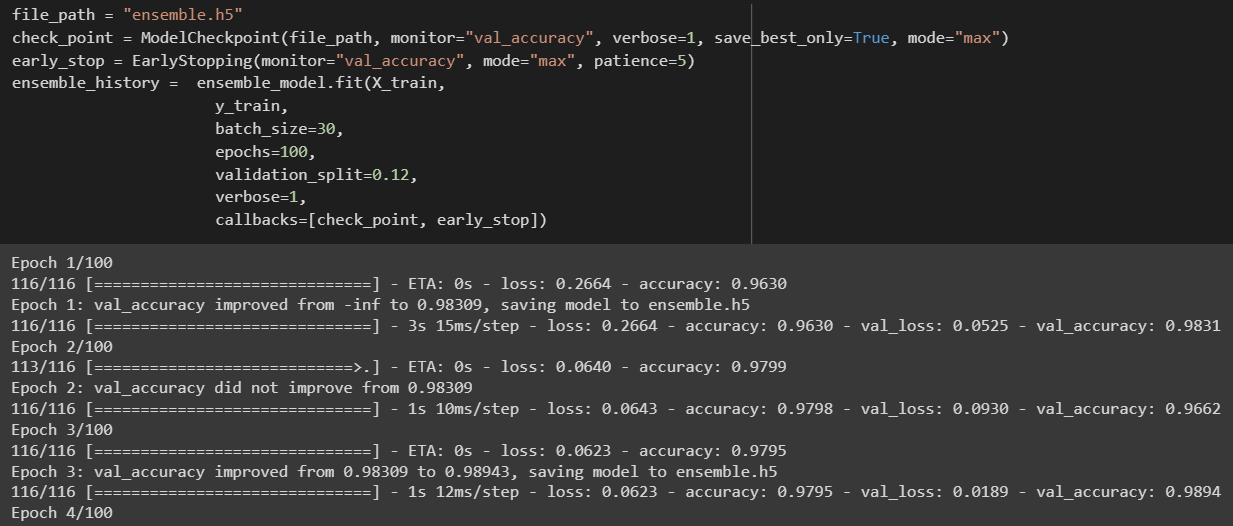 file_path = "ensemble.h5"
check_point = ModelCheckpoint(file_path, monitor="val_accuracy", verbose=1, save_best_only=True, mode="max")
early_stop = EarlyStopping(monitor="val_accuracy", mode="max", patience=5)
ensemble_history =  ensemble_model.fit(X_train,
                      y_train,
                      batch_size=30,
                      epochs=100,
                      validation_split=0.12,
                      verbose=1,
                      callbacks=[check_point, early_stop])
Epoch 1/100
116/116 [==============================] - ETA: 0s - loss: 0.2664 - accuracy: 0.9630
Epoch 1: val_accuracy improved from -inf to 0.98309, saving model to ensemble.h5
116/116 [==============================] - 3s 15ms/step - loss: 0.2664 - accuracy: 0.9630 - val_loss: 0.0525 - val_accuracy: 0.9831
Epoch 2/100
113/116 [============================>.] - ETA: 0s - loss: 0.0640 - accuracy: 0.9799
Epoch 2: val_accuracy did not improve from 0.98309
116/116 [==============================] - 1s 10ms/step - loss: 0.0643 - accuracy: 0.9798 - val_loss: 0.0930 - val_accuracy: 0.9662
Epoch 3/100
116/116 [==============================] - ETA: 0s - loss: 0.0623 - accuracy: 0.9795
Epoch 3: val_accuracy improved from 0.98309 to 0.98943, saving model to ensemble.h5
116/116 [==============================] - 1s 12ms/step - loss: 0.0623 - accuracy: 0.9795 - val_loss: 0.0189 - val_accuracy: 0.9894
Epoch 4/100